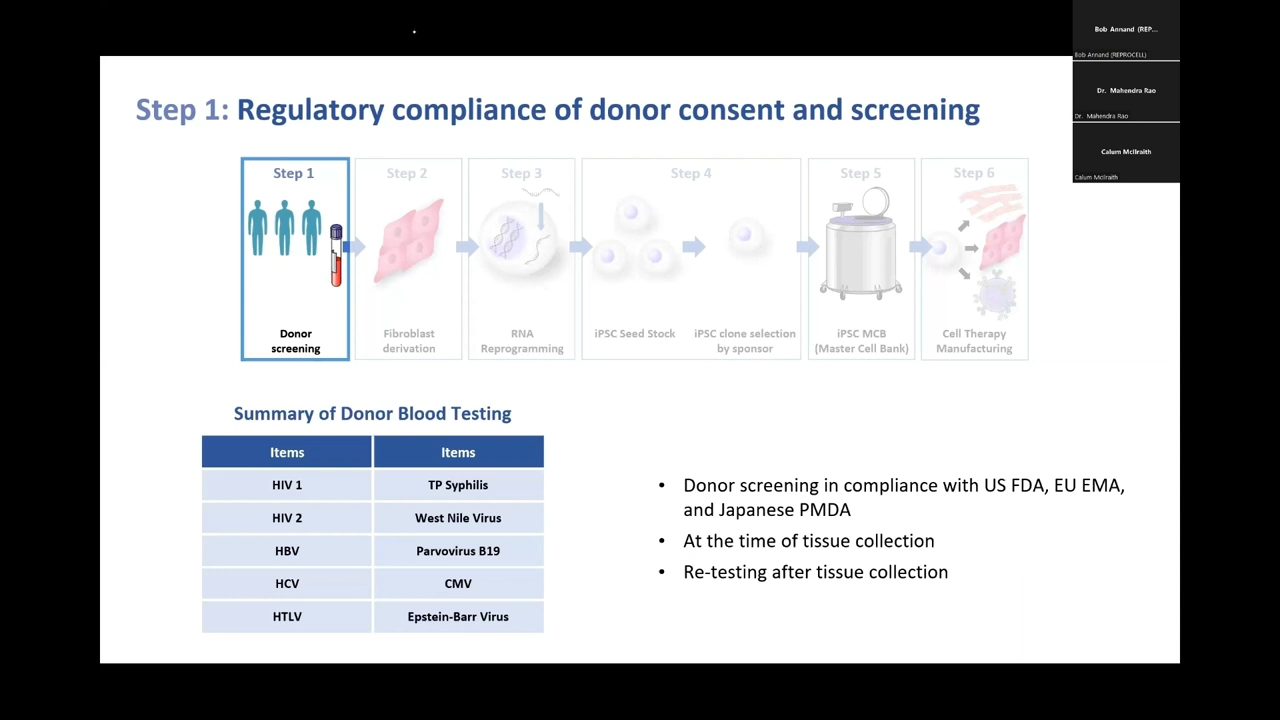 Bob Annand (REP...
Bob Annand (REPROCELL)
Dr. Mahendra Rao
Dr. Mahendra Rao
Calum McIlraith
Calum McIlraith
Step 1: Regulatory compliance of donor consent and screening
Step 1
Step 2
Step 3
Step 4
Step 5
Step 6
Donor
screening
Fibroblast
derivation
RNA
Reprogramming
iPSC Seed Stock
iPSC clone selection
by sponsor
iPSC MCB
(Master Cell Bank)
Cell Therapy
Manufacturing
Summary of Donor Blood Testing
Items Items
HIV 1 TP Syphilis
HIV 2 West Nile Virus
HBV Parvovirus B19
HCV CMV
HTLV Epstein-Barr Virus
• Donor screening in compliance with US FDA, EU EMA,
and Japanese PMDA
• At the time of tissue collection
• Re-testing after tissue collection